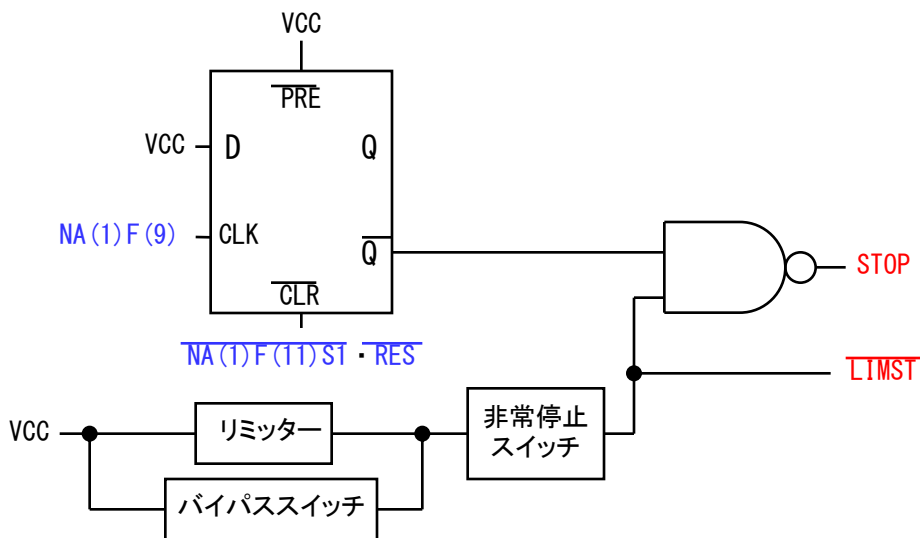 VCC
PRE
VCC
D
Q
NA(1)F(9)
CLK
Q
STOP
CLR
NA(1)F(11)S1・RES
LIMST
VCC
リミッター
非常停止
スイッチ
バイパススイッチ